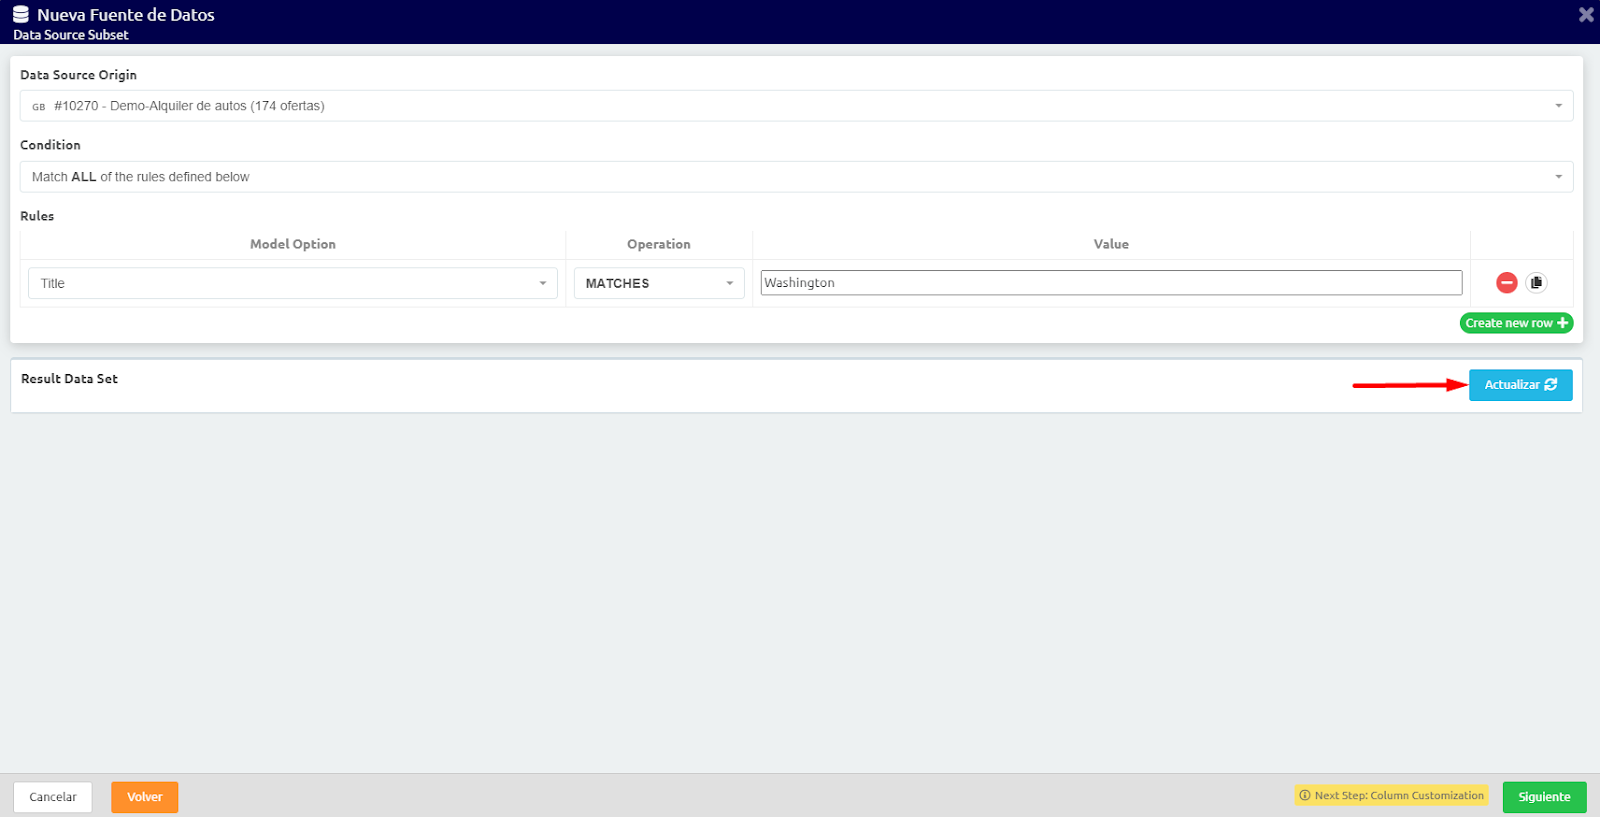 Nueva Fuente de Datos
Data Source Subset
Data Source Origin
GB #10270 - Demo-Alquiler de autos (174 ofertas)
Condition
Match ALL of the rules defined below
Rules
Model Option Operation Value
Title MATCHES Washington
Create new row
Result Data Set
Actualizar
Cancelar Volver Next Step: Column Customization Siguiente